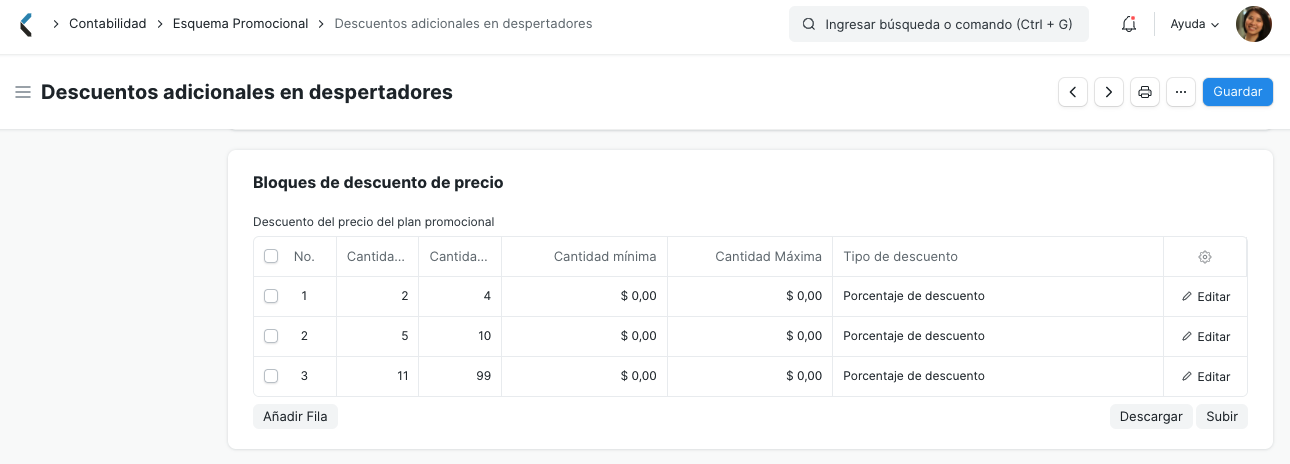 Contabilidad Esquema Promocional Descuentos adicionales en despertadores Ingresar búsqueda o comando (Ctrl + G) Ayuda
Descuentos adicionales en despertadores Guardar
Bloques de descuento de precio
Descuento del precio del plan promocional
No. Cantida... Cantida... Cantidad mínima Cantidad Máxima Tipo de descuento
1 2 4 $ 0,00 $ 0,00 Porcentaje de descuento Editar
2 5 10 $ 0,00 $ 0,00 Porcentaje de descuento Editar
3 11 99 $ 0,00 $ 0,00 Porcentaje de descuento Editar
Añadir Fila Descargar Subir